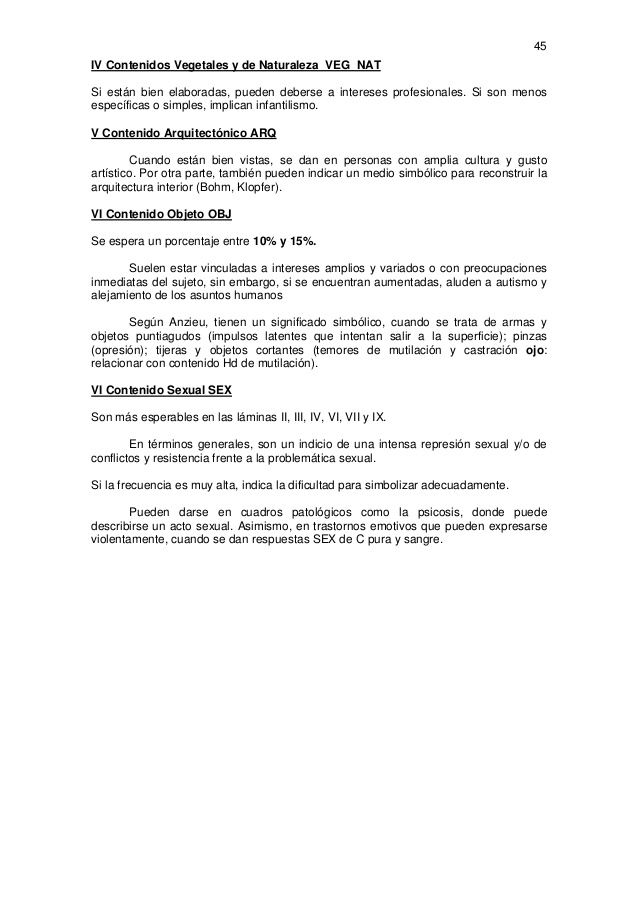 45
IV Contenidos Vegetales y de Naturaleza VEG NAT
Si están bien elaboradas, pueden deberse a intereses profesionales. Si son menos
específicas o simples, implican infantilismo.
V Contenido Arquitectónico ARQ
Cuando están bien vistas, se dan en personas con amplia cultura y gusto
artístico. Por otra parte, también pueden indicar un medio simbólico para reconstruir la
arquitectura interior (Bohm, Klopfer).
VI Contenido Objeto OBJ
Se espera un porcentaje entre 10% y 15%.
Suelen estar vinculadas a intereses amplios y variados o con preocupaciones
inmediatas del sujeto, sin embargo, si se encuentran aumentadas, aluden a autismo y
alejamiento de los asuntos humanos
Según Anzieu, tienen un significado simbólico, cuando se trata de armas y
objetos puntiagudos (impulsos latentes que intentan salir a la superficie); pinzas
(opresión); tijeras y objetos cortantes (temores de mutilación y castración ojo:
relacionar con contenido Hd de mutilación).
VI Contenido Sexual SEX
Son más esperables en las láminas II, III, IV, VI, VII y IX.
En términos generales, son un indicio de una intensa represión sexual y/o de
conflictos y resistencia frente a la problemática sexual.
Si la frecuencia es muy alta, indica la dificultad para simbolizar adecuadamente.
Pueden darse en cuadros patológicos como la psicosis, donde puede
describirse un acto sexual. Asimismo, en trastornos emotivos que pueden expresarse
violentamente, cuando se dan respuestas SEX de C pura y sangre.